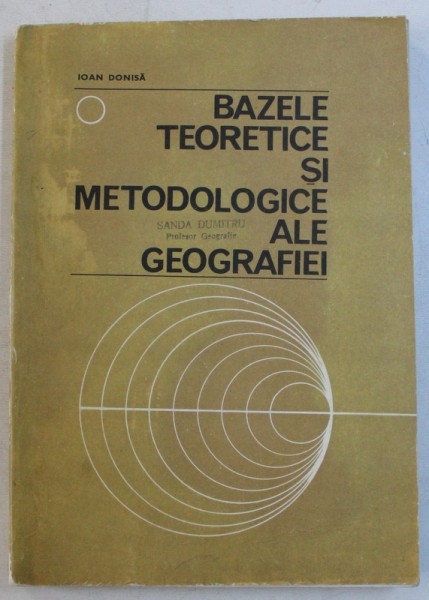 IOAN DONISĂ
BAZELE
TEORETICE
ȘI
METODOLOGICE
SANDA DUMITRU
Profesor Geografie
ALE
GEOGRAFIEI